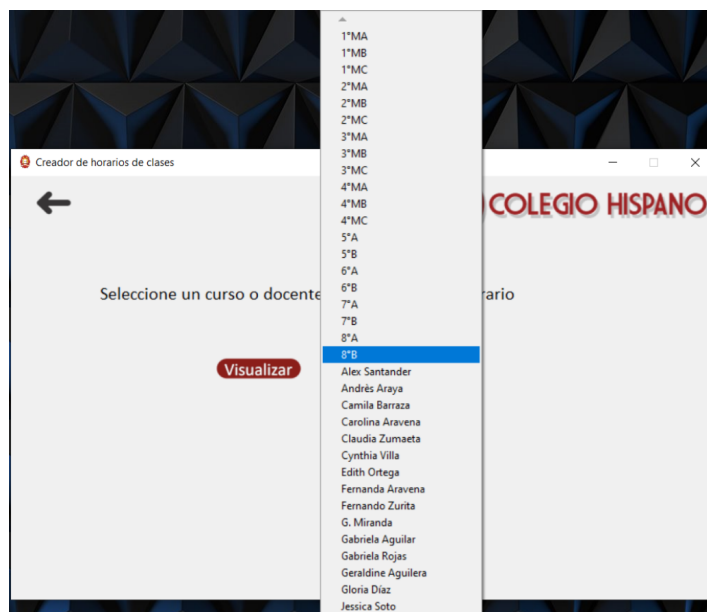 Creador de horarios de clases
COLEGIO HISPANO
Seleccione un curso o docente
rario
Visualizar
1°MA
1°MB
1°MC
2°MA
2°MB
2°MC
3°MA
3°MB
3°MC
4°MA
4°MB
4°MC
5°A
5°B
6°A
6°B
7°A
7°B
8°A
8°B
Alex Santander
Andrès Araya
Camila Barraza
Carolina Aravena
Claudia Zumaeta
Cynthia Villa
Edith Ortega
Fernanda Aravena
Fernando Zurita
G. Miranda
Gabriela Aguilar
Gabriela Rojas
Geraldine Aguilera
Gloria Díaz
Jessica Soto